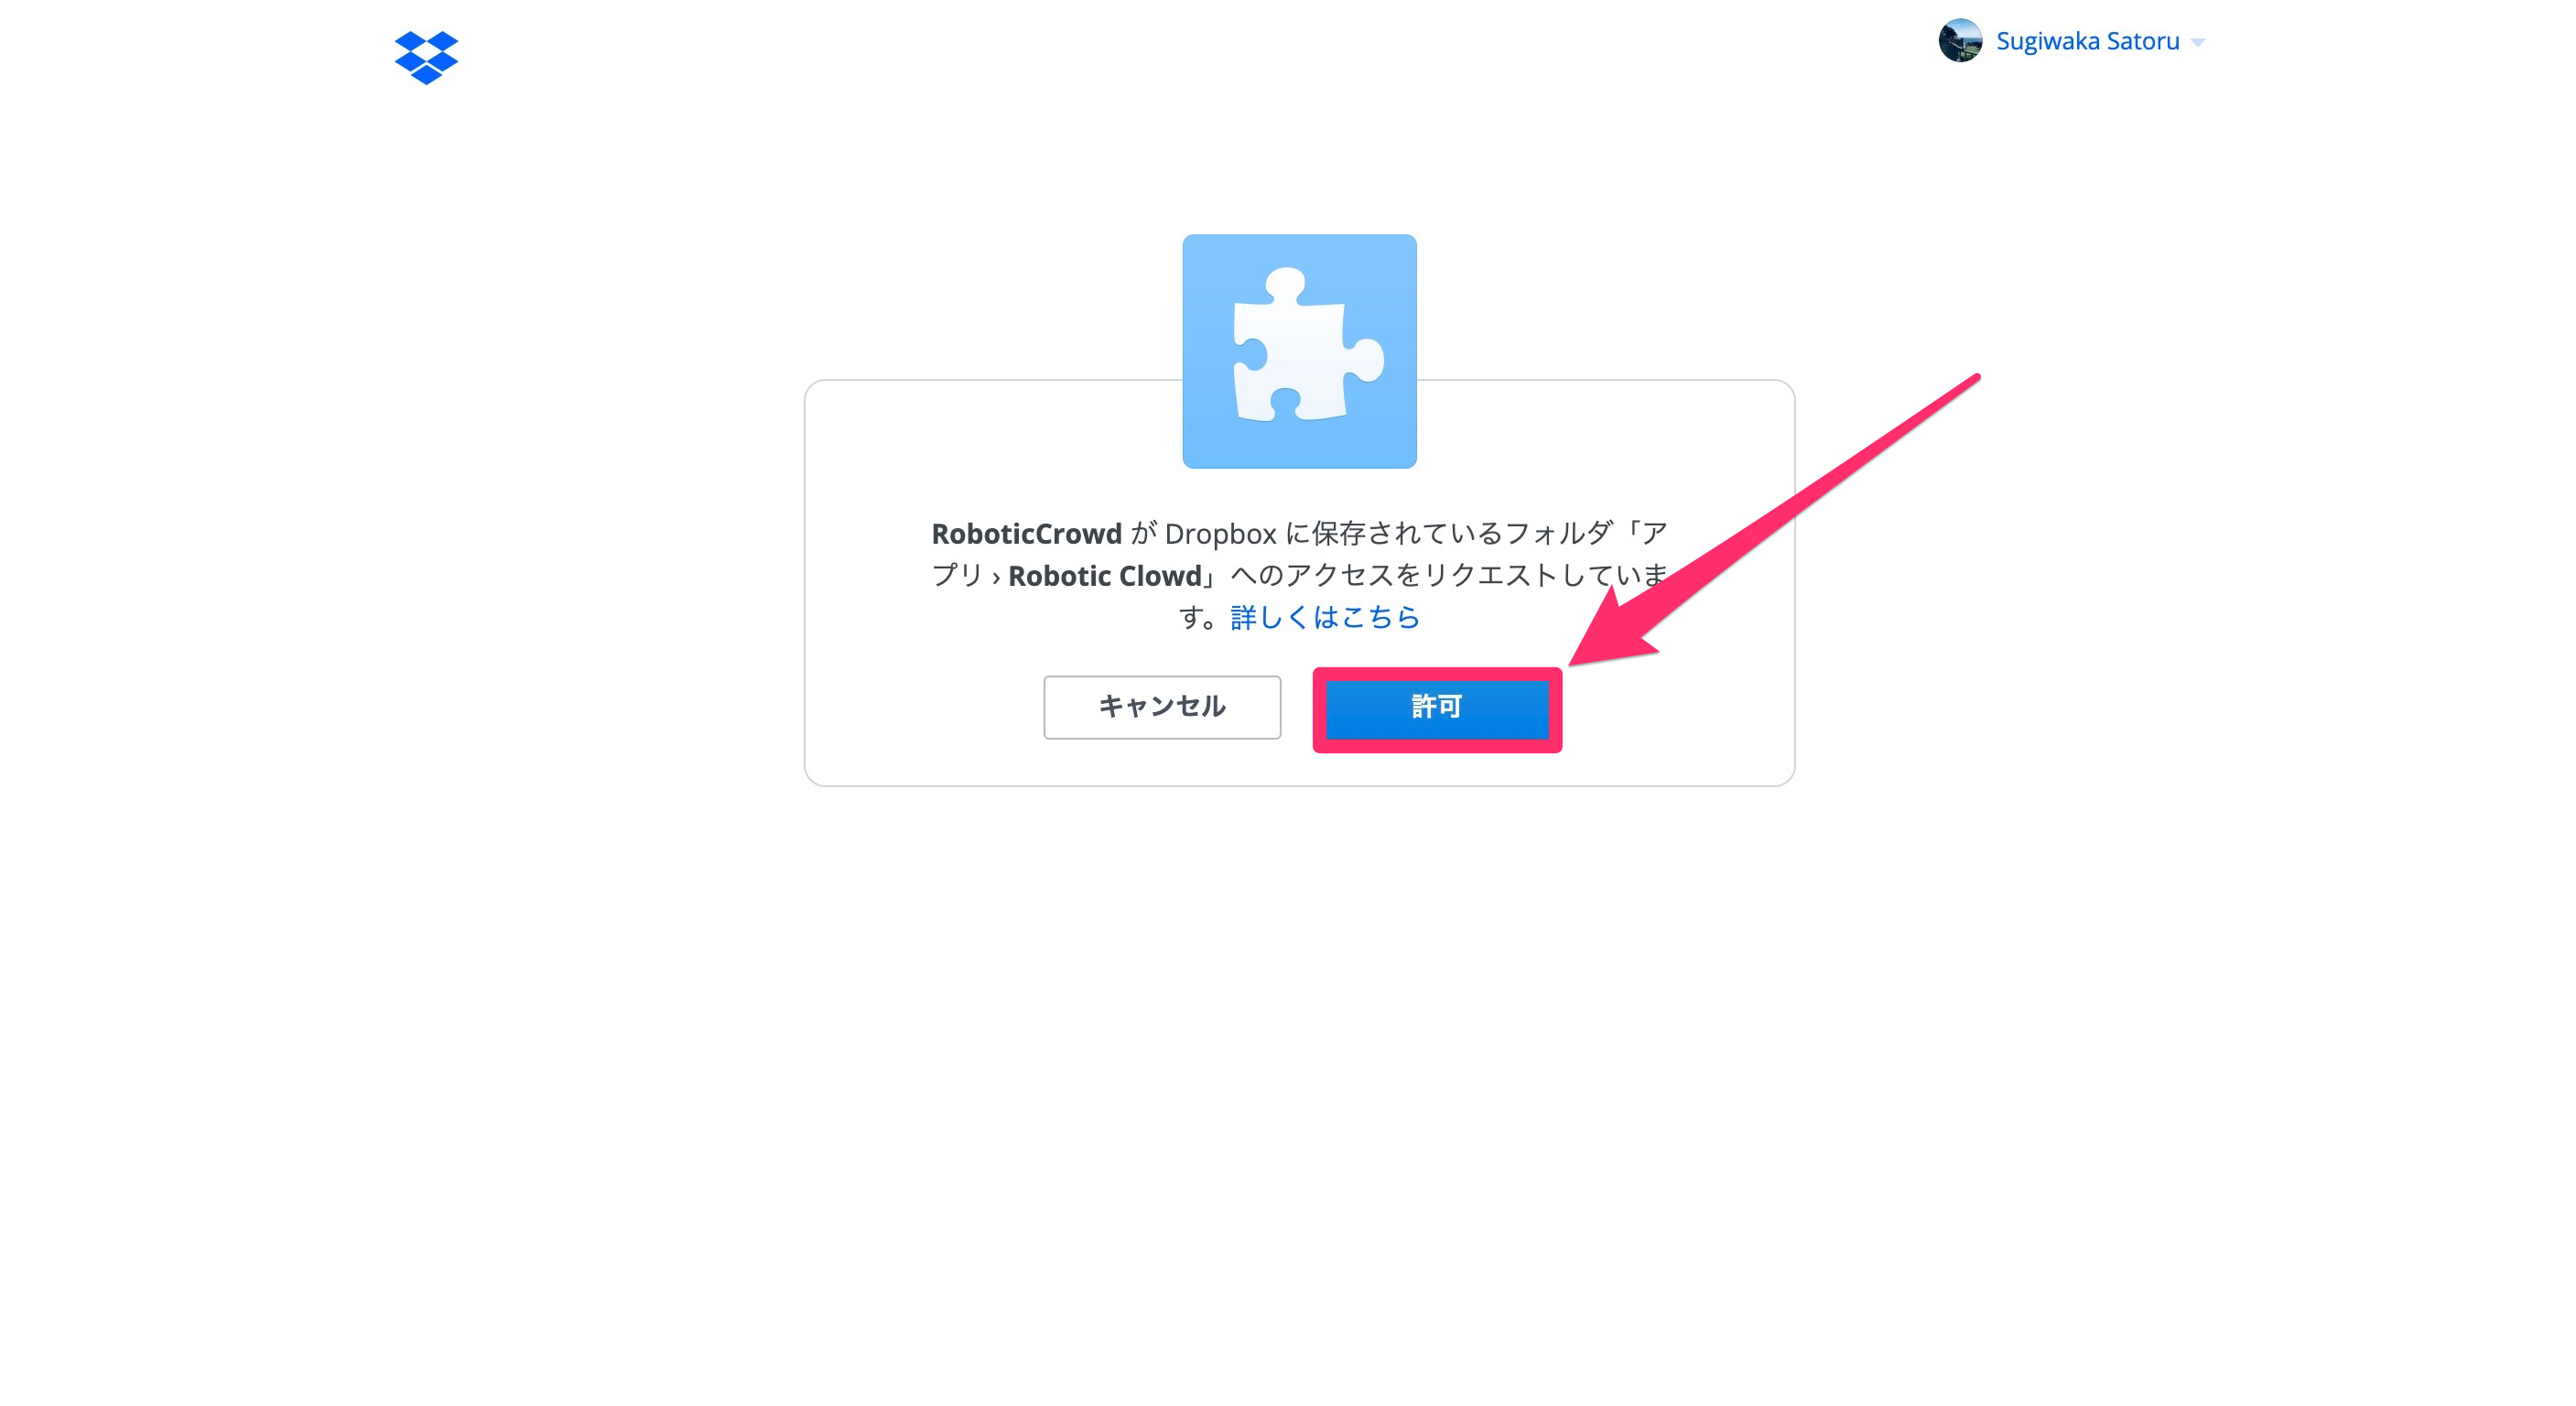 Sugiwaka Satoru
RoboticCrowd が Dropbox に保存されているフォルダ「ア
プリ › Robotic Clowd」へのアクセスをリクエストしていま
す。詳しくはこちら
キャンセル
許可